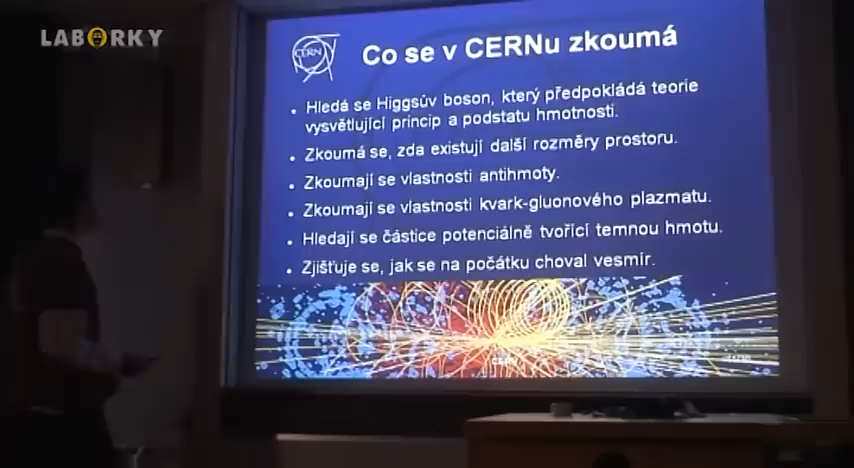 LABORKY
CERN
Co se v CERNu zkoumá
• Hledá se Higgsův boson, který předpokládá teorie
vysvětlující princip a podstatu hmotnosti.
• Zkoumá se, zda existují další rozměry prostoru.
• Zkoumají se vlastnosti antihmoty.
• Zkoumají se vlastnosti kvark-gluonového plazmatu.
• Hledají se částice potenciálně tvořící temnou hmotu.
• Zjišťuje se, jak se na počátku choval vesmír.
CERN